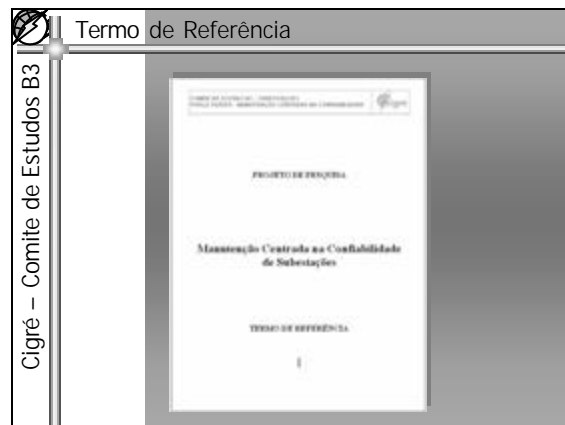 Termo de Referência
Cigré – Comite de Estudos B3
PROJETO DE PESQUISA
Manutenção Centrada na Confiabilidade
de Subestações
TERMO DE REFERÊNCIA